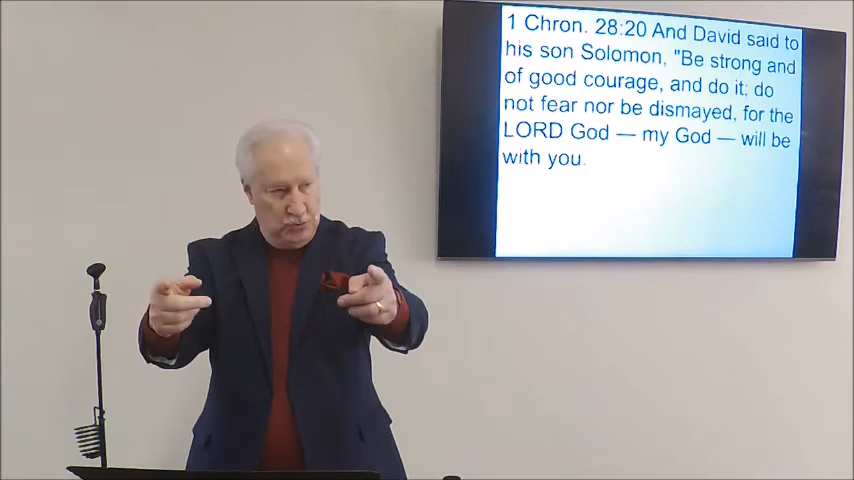 1 Chron. 28:20 And David said to
his son Solomon, "Be strong and
of good courage, and do it; do
not fear nor be dismayed, for the
LORD God — my God — will be
with you.